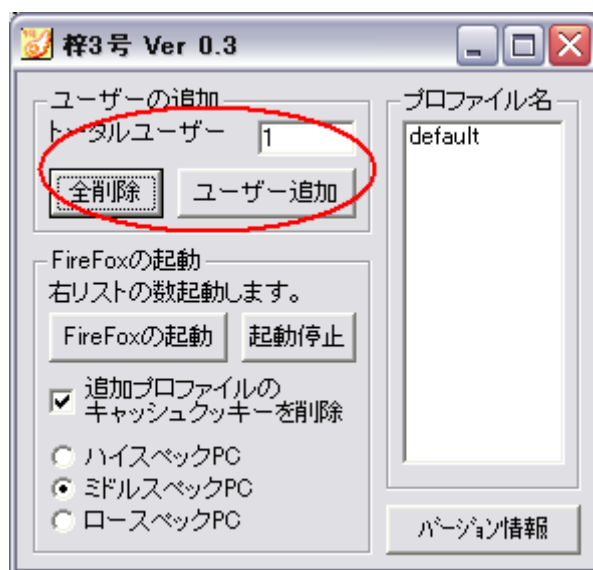 梓3号 Ver 0.3
ユーザーの追加
トータルユーザー 1
全削除 ユーザー追加
FireFoxの起動
右リストの数起動します。
FireFoxの起動 起動停止
追加プロファイルの
キャッシュクッキーを削除
ハイスペックPC
ミドルスペックPC
ロースペックPC
プロファイル名
default
バージョン情報